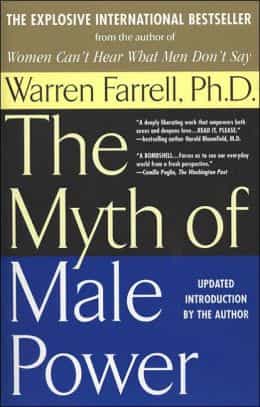 THE EXPLOSIVE INTERNATIONAL BESTSELLER
from the author of
Women Can't Hear What Men Don't Say
Warren Farrell, Ph.D.
The
Myth of
Male
Power
"A deeply liberating work that empowers both
sexes and deepens love...READ IT, PLEASE."
—bestselling author Harold Bloomfield, M.D.
"A BOMBSHELL...Forces us to see our everyday
world from a fresh perspective."
—Camille Paglia, The Washington Post
UPDATED
INTRODUCTION
BY THE AUTHOR